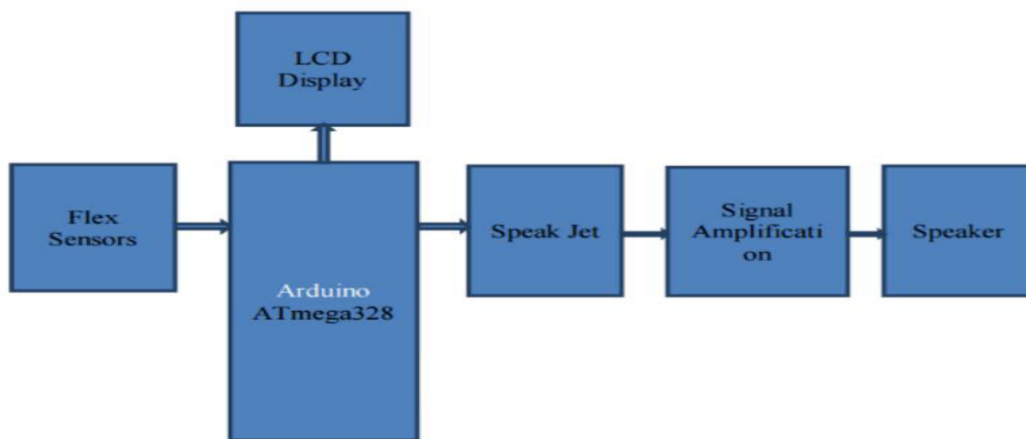 LCD
Display
Flex
Sensors
Arduino
ATmega328
Speak Jet
Signal
Amplificati
on
Speaker